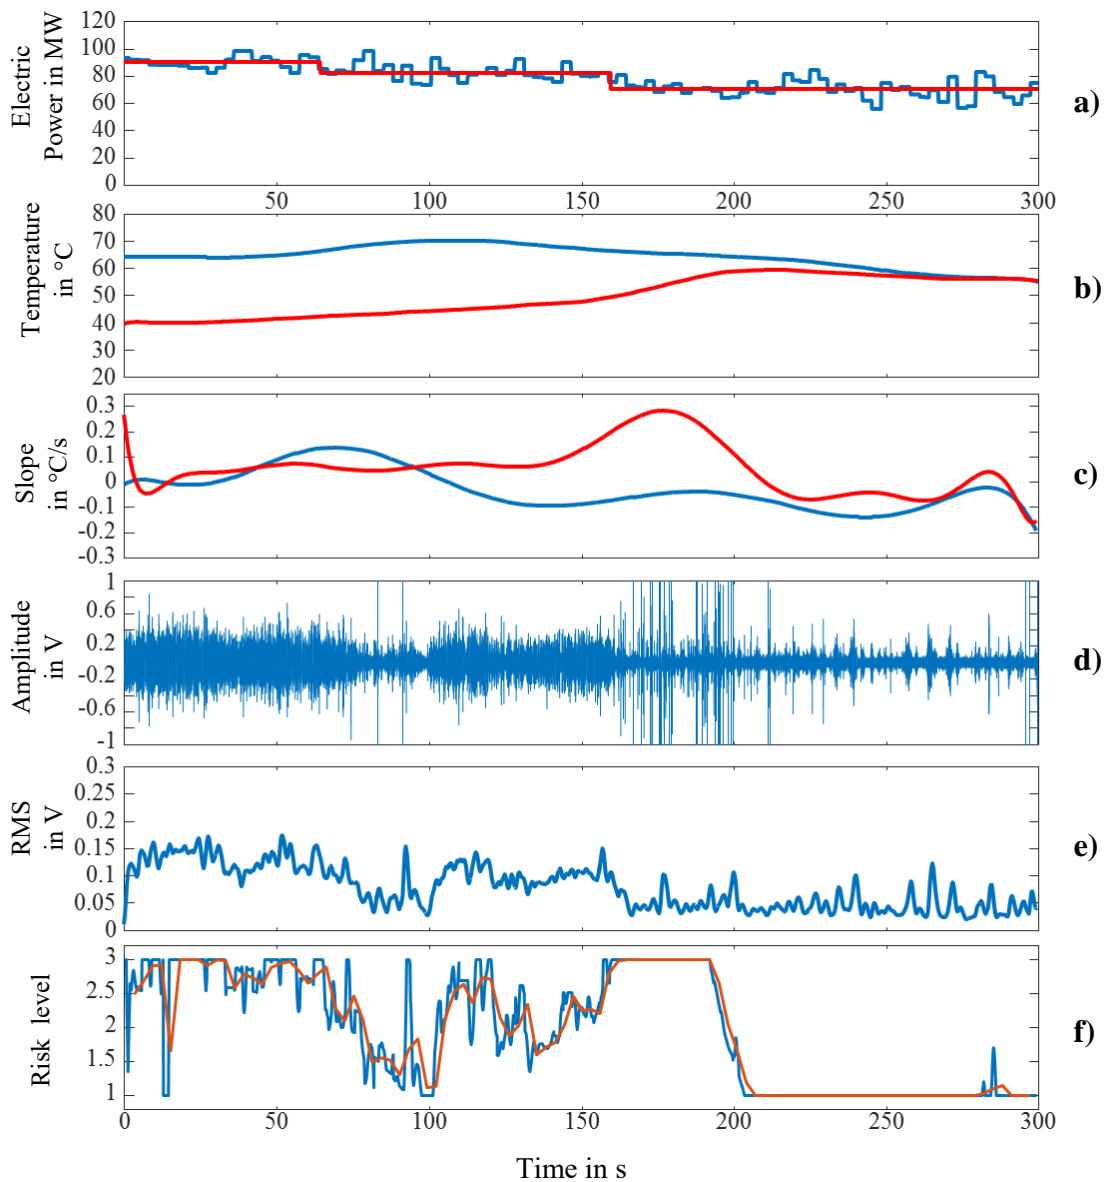 120
100
80
60
40
20
0
Electric
Power in MW
50
100
150
200
250
300
a)
80
70
60
50
40
30
20
Temperature
in °C
b)
0.3
0.2
0.1
0
-0.1
-0.2
-0.3
Slope
in °C/s
c)
1
0.6
0.2
-0.2
-0.6
-1
Amplitude
in V
d)
0.3
0.25
0.2
0.15
0.1
0.05
0
RMS
in V
e)
3
2.5
2
1.5
1
Risk level
f)
0
50
100
150
200
250
300
Time in s